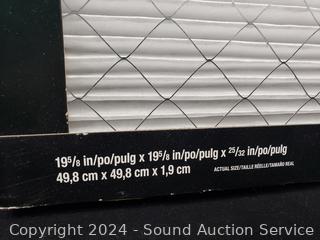 19⁵/₈ in/po/pulg x 19⁵/₈ in/po/pulg x ²⁵/₃₂ in/po/pulg
49,8 cm x 49,8 cm x 1,9 cm
ACTUAL SIZE/TAILLE RÉELLE/TAMAÑO REAL
Copyright 2024 - Sound Auction Service